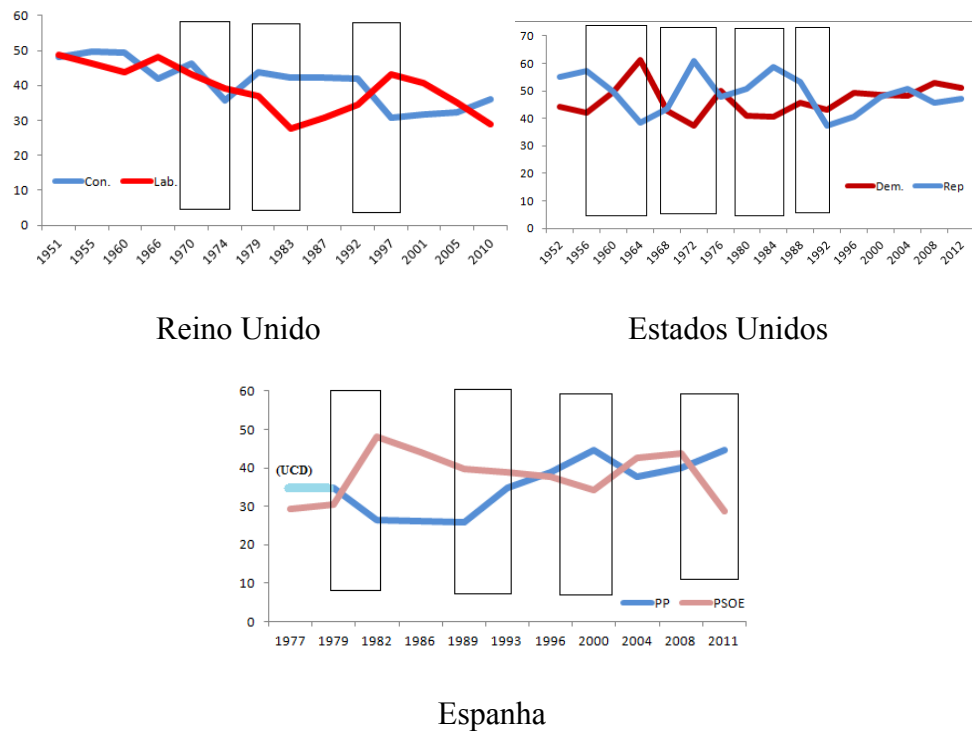 60
50
40
30
20
10
0
Con. Lab.
1951 1955 1960 1966 1970 1974 1979 1983 1987 1992 1997 2001 2005 2010
Reino Unido
70
60
50
40
30
20
10
0
Dem. Rep
1952 1956 1960 1964 1968 1972 1976 1980 1984 1988 1992 1996 2000 2004 2008 2012
Estados Unidos
60
50
40
30
20
10
0
(UCD)
PP PSOE
1977 1979 1982 1986 1989 1993 1996 2000 2004 2008 2011
Espanha